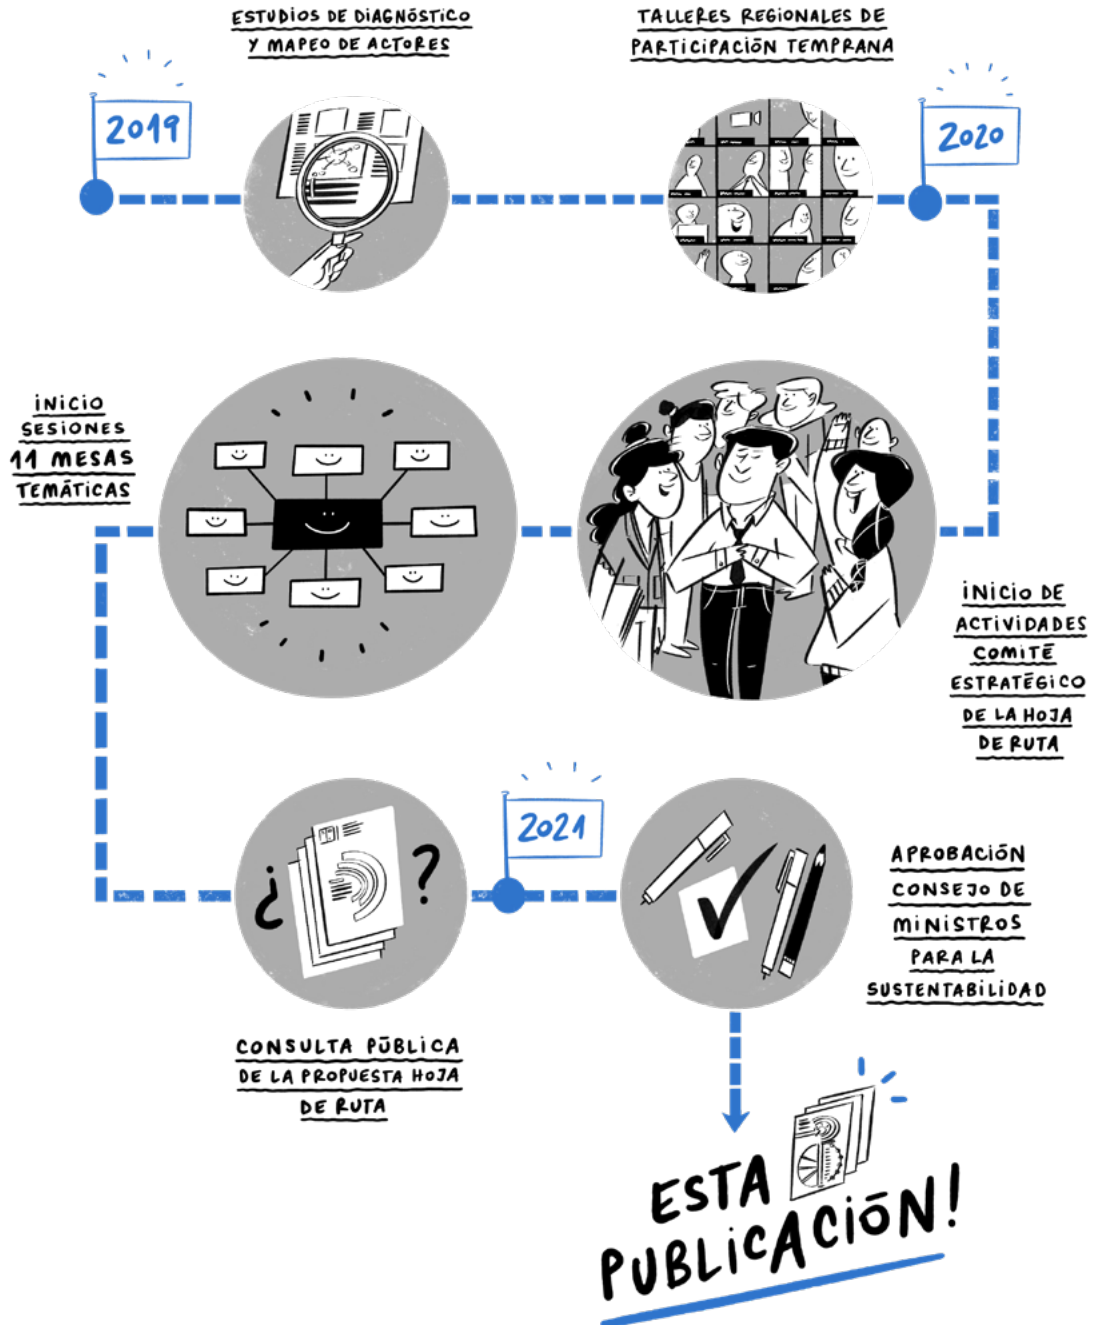 ESTUDIOS DE DIAGNÓSTICO
Y MAPEO DE ACTORES
TALLERES REGIONALES DE
PARTICIPACIÓN TEMPRANA
2019
2020
INICIO
SESIONES
11 MESAS
TEMÁTICAS
INICIO DE
ACTIVIDADES
COMITÉ
ESTRATÉGICO
DE LA HOJA
DE RUTA
2021
¿ ?
APROBACIÓN
CONSEJO DE
MINISTROS
PARA LA
SUSTENTABILIDAD
CONSULTA PÚBLICA
DE LA PROPUESTA HOJA
DE RUTA
ESTA
PUBLICACIÓN!